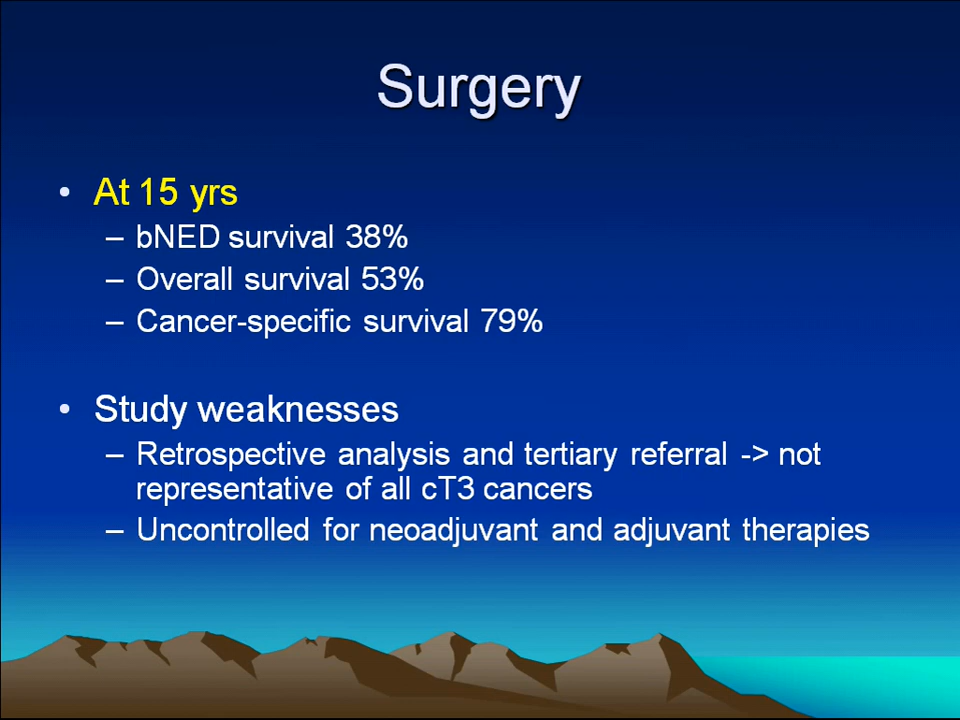 Surgery
• At 15 yrs
– bNED survival 38%
– Overall survival 53%
– Cancer-specific survival 79%
• Study weaknesses
– Retrospective analysis and tertiary referral -> not
representative of all cT3 cancers
– Uncontrolled for neoadjuvant and adjuvant therapies